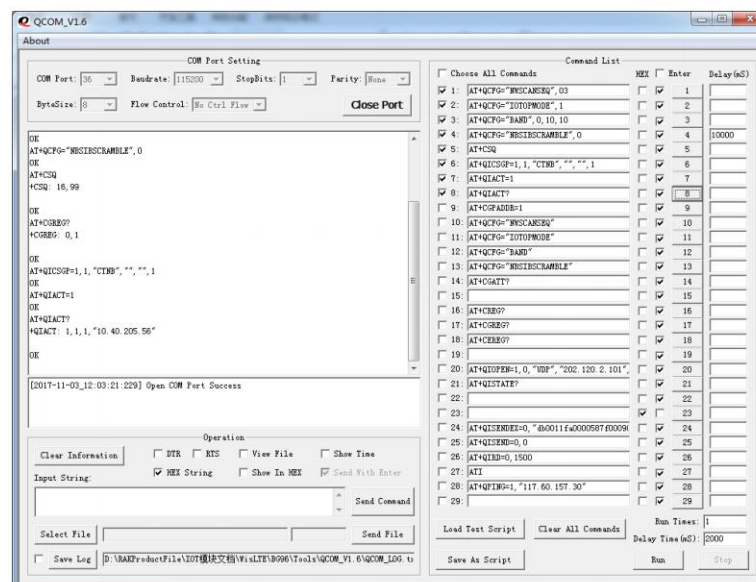 QCOM_V1.6
About
COM Port Setting
COM Port: 36 Baudrate: 115200 StopBits: 1 Parity: None
ByteSize: 8 Flow Control: No Ctrl Flow Close Port
OK
AT+QCFG="NBSIBSCRAMBLE",0
OK
AT+CSQ
+CSQ: 16,99
OK
AT+CGREG?
+CGREG: 0,1
OK
AT+QICSGP=1,1,"CTNB","","",1
OK
AT+QIACT=1
OK
AT+QIACT?
+QIACT: 1,1,1,"10.40.205.56"
OK
[2017-11-03_12:03:21:229] Open COM Port Success
Operation
Clear Information DTR RTS View File Show Time
HEX String Show In HEX Send With Enter
Input String:
Send Command
Select File Send File
Save Log D:\RAKProductFile\IOT模块文档\WisLTE\BG96\Tools\QCOM_V1.6\QCOM_LOG.t
Command List
Choose All Commands HEX Enter Delay(mS)
1: AT+QCFG="NWSCANSEQ",03 1
2: AT+QCFG="IOTOPMODE",1 2
3: AT+QCFG="BAND",0,10,10 3
4: AT+QCFG="NBSIBSCRAMBLE",0 4 10000
5: AT+CSQ 5
6: AT+QICSGP=1,1,"CTNB","","",1 6
7: AT+QIACT=1 7
8: AT+QIACT? 8
9: AT+CGPADDR=1 9
10: AT+QCFG="NWSCANSEQ" 10
11: AT+QCFG="IOTOPMODE" 11
12: AT+QCFG="BAND" 12
13: AT+QCFG="NBSIBSCRAMBLE" 13
14: AT+CGATT? 14
15: 15
16: AT+CREG? 16
17: AT+CGREG? 17
18: AT+CEREG? 18
19: 19
20: AT+QIOPEN=1,0,"UDP","202.120.2.101", 20
21: AT+QISTATE? 21
22: 22
23: 23
24: AT+QISENDEX=0,"db0011fa0000587f0009 24
25: AT+QISEND=0,0 25
26: AT+QIRD=0,1500 26
27: ATI 27
28: AT+QPING=1,"117.60.157.30" 28
29: 29
Load Test Script Clear All Commands Run Times: 1
Delay Time(mS): 2000
Save As Script Run Stop